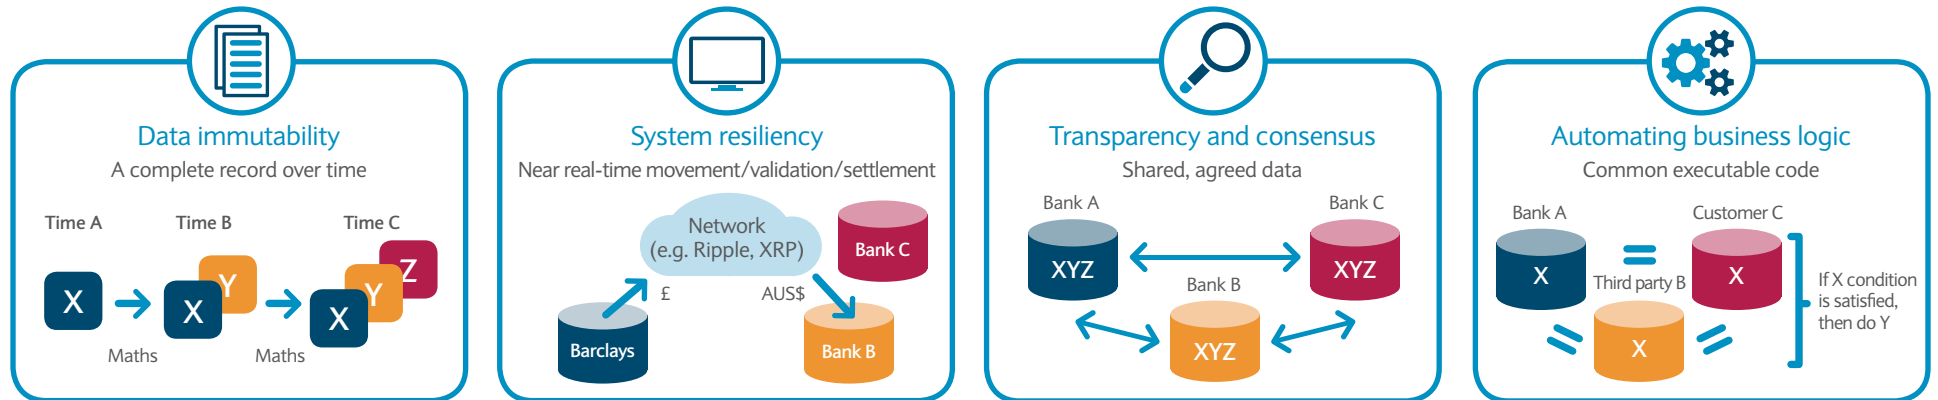 Data immutability
A complete record over time
Time A
Time B
Time C
X
X
Y
X
Y
Z
Maths
Maths
System resiliency
Near real-time movement/validation/settlement
Network
(e.g. Ripple, XRP)
Bank C
£
AUS$
Barclays
Bank B
Transparency and consensus
Shared, agreed data
Bank A
Bank C
XYZ
XYZ
Bank B
XYZ
Automating business logic
Common executable code
Bank A
Customer C
=
X
X
Third party B
=
=
X
If X condition
is satisfied,
then do Y